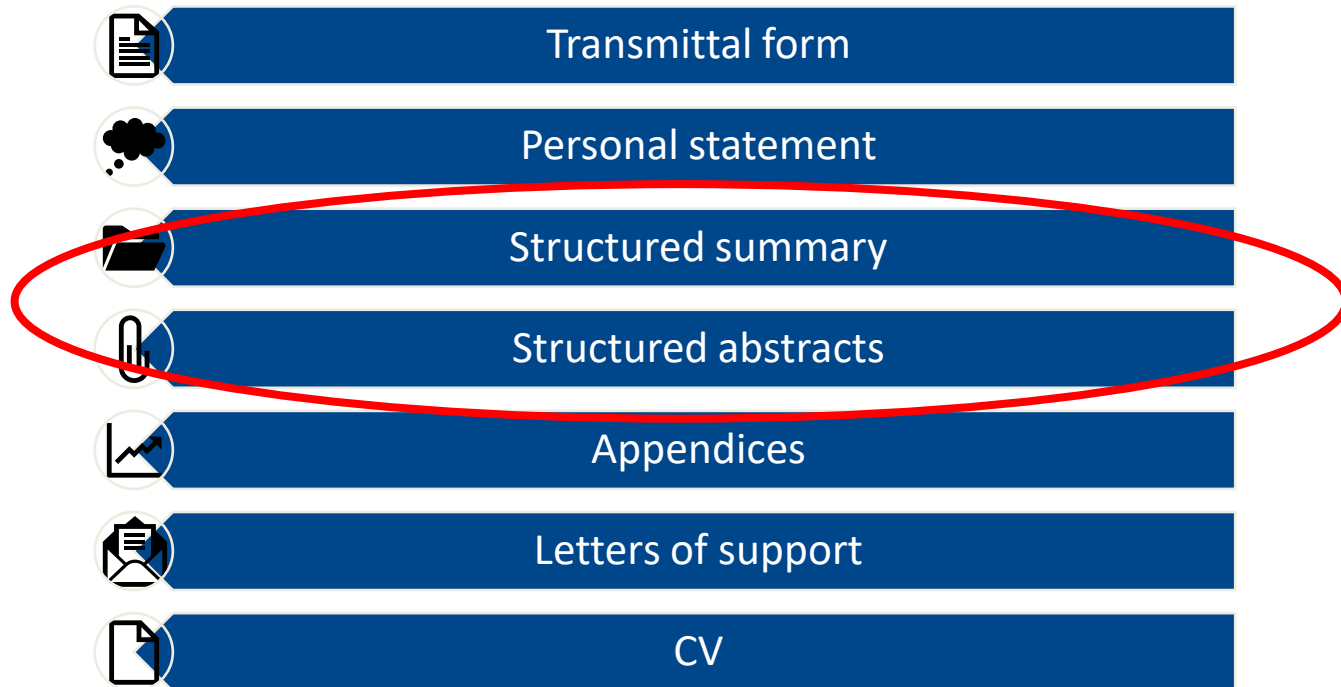 Transmittal form
Personal statement
Structured summary
Structured abstracts
Appendices
Letters of support
CV